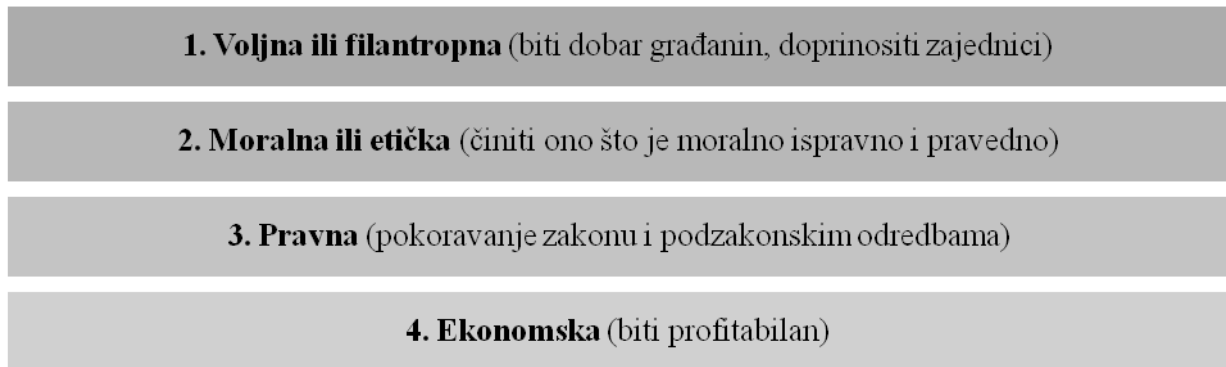 1. Voljna ili filantropna (biti dobar građanin, doprinositi zajednici)
2. Moralna ili etička (činiti ono što je moralno ispravno i pravedno)
3. Pravna (pokoravanje zakonu i podzakonskim odredbama)
4. Ekonomska (biti profitabilan)